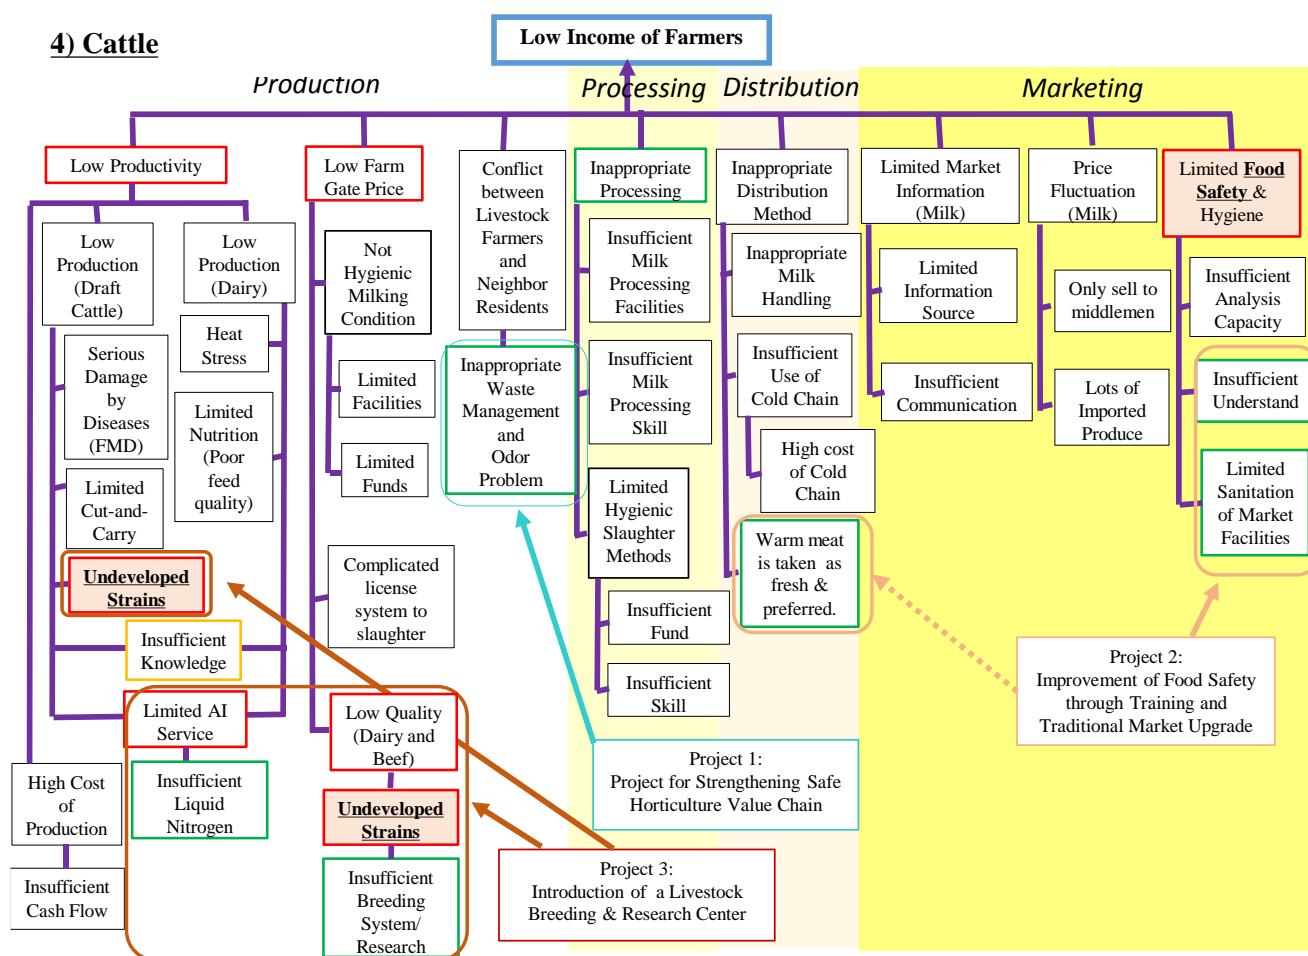 4) Cattle
Low Income of Farmers
Production
Processing
Distribution
Marketing
Low Productivity
Low Farm
Gate Price
Conflict
between
Livestock
Farmers
and
Neighbor
Residents
Inappropriate
Processing
Inappropriate
Distribution
Method
Limited Market
Information
(Milk)
Price
Fluctuation
(Milk)
Limited Food
Safety &
Hygiene
Low
Production
(Draft
Cattle)
Low
Production
(Dairy)
Not
Hygienic
Milking
Condition
Insufficient
Milk
Processing
Facilities
Inappropriate
Milk
Handling
Limited
Information
Source
Only sell to
middlemen
Insufficient
Analysis
Capacity
Heat
Stress
Serious
Damage
by
Diseases
(FMD)
Limited
Nutrition
(Poor
feed
quality)
Limited
Facilities
Limited
Funds
Inappropriate
Waste
Management
and
Odor
Problem
Insufficient
Milk
Processing
Skill
Insufficient
Use of
Cold Chain
Insufficient
Communication
Lots of
Imported
Produce
Insufficient
Understand
High cost
of Cold
Chain
Limited
Sanitation
of Market
Facilities
Limited
Cut-and-
Carry
Limited
Hygienic
Slaughter
Methods
Warm meat
is taken as
fresh &
preferred.
Undeveloped
Strains
Complicated
license
system to
slaughter
Insufficient
Fund
Insufficient
Knowledge
Insufficient
Skill
Project 2:
Improvement of Food Safety
through Training and
Traditional Market Upgrade
Limited AI
Service
Low Quality
(Dairy and
Beef)
High Cost
of
Production
Insufficient
Liquid
Nitrogen
Project 1:
Project for Strengthening Safe
Horticulture Value Chain
Undeveloped
Strains
Insufficient
Cash Flow
Insufficient
Breeding
System/
Research
Project 3:
Introduction of a Livestock
Breeding & Research Center